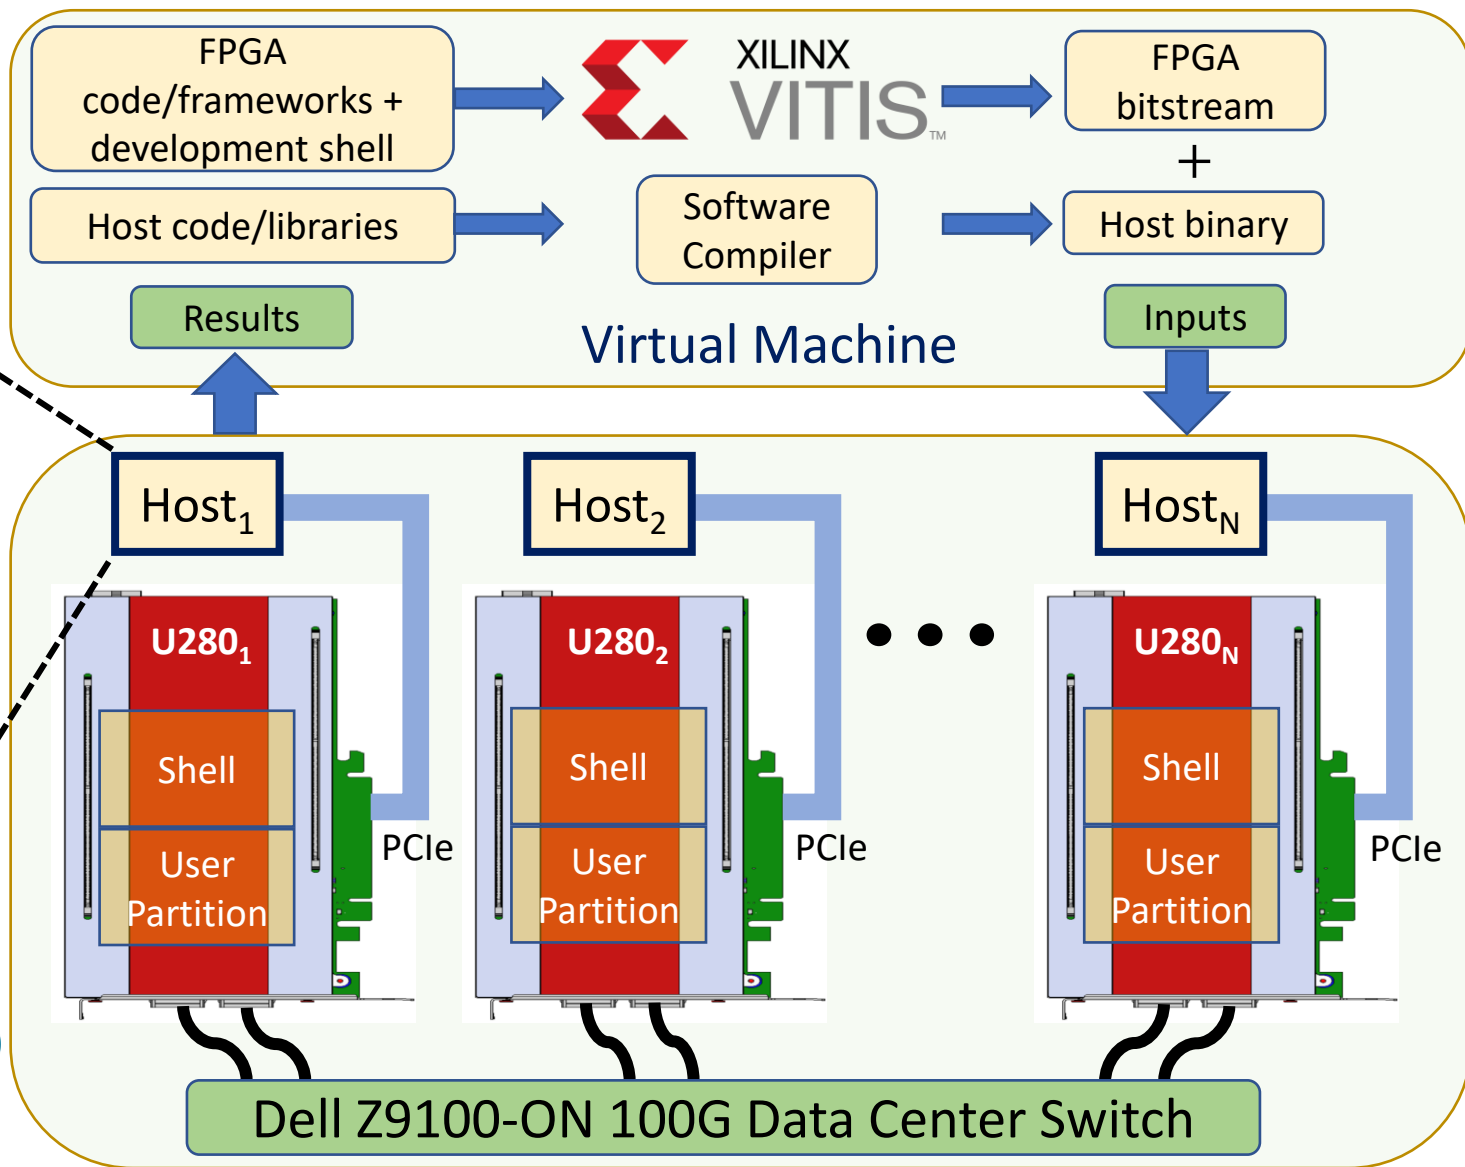 FPGA
code/frameworks +
development shell
XILINX
VITIS™
FPGA
bitstream
+
Host code/libraries
Software
Compiler
Host binary
Results
Inputs
Virtual Machine
Host₁
Host₂
Host_N
U280₁
U280₂
● ● ●
U280_N
Shell
Shell
Shell
User
Partition
User
Partition
User
Partition
PCIe
PCIe
PCIe
Dell Z9100-ON 100G Data Center Switch